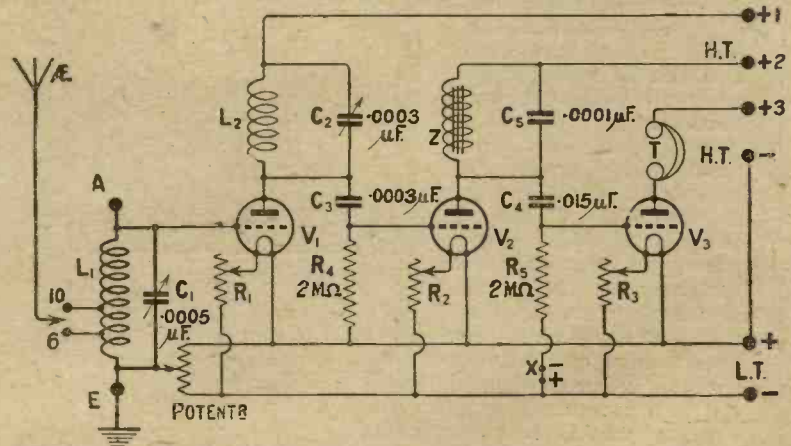 +1
H.T.
+2
+3
H.T.
-
Æ.
L2
C2
.0003
µF.
Z
C5
.0001µF.
T
A
C3
.0003µF.
C4
.015µF.
L1
V1
V2
V3
10
6
C1
.0005
µF.
R1
R4
2MΩ
R2
R5
2MΩ
R3
+
X
-
+
L.T.
-
E
POTENTR